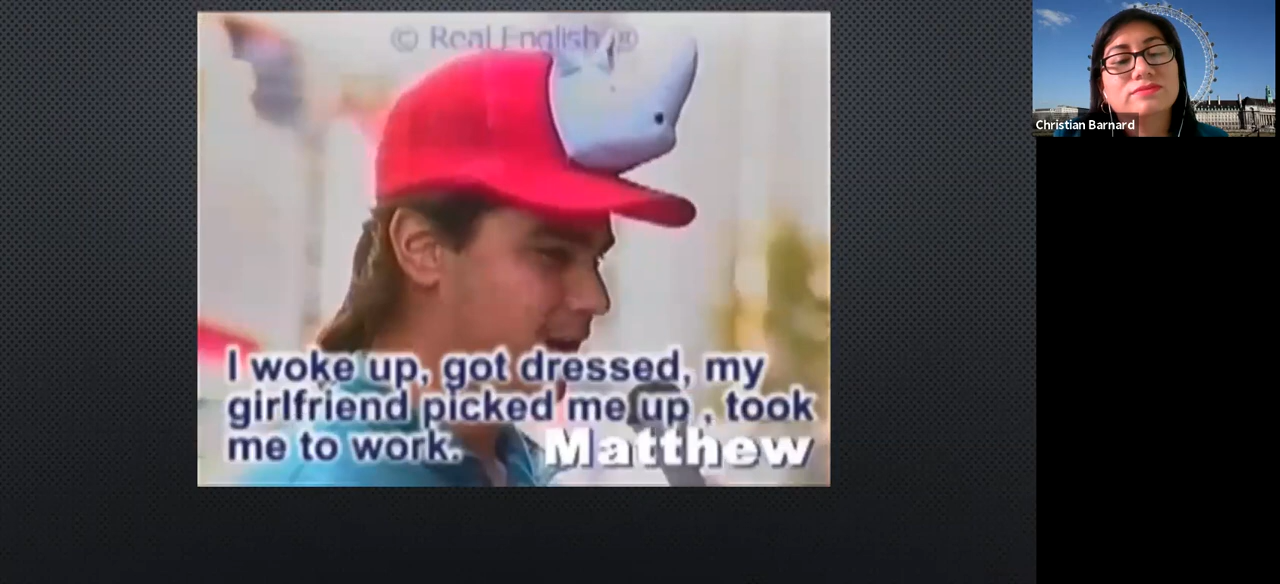 © Real English ®
I woke up, got dressed, my
girlfriend picked me up , took
me to work.
Matthew
Christian Barnard